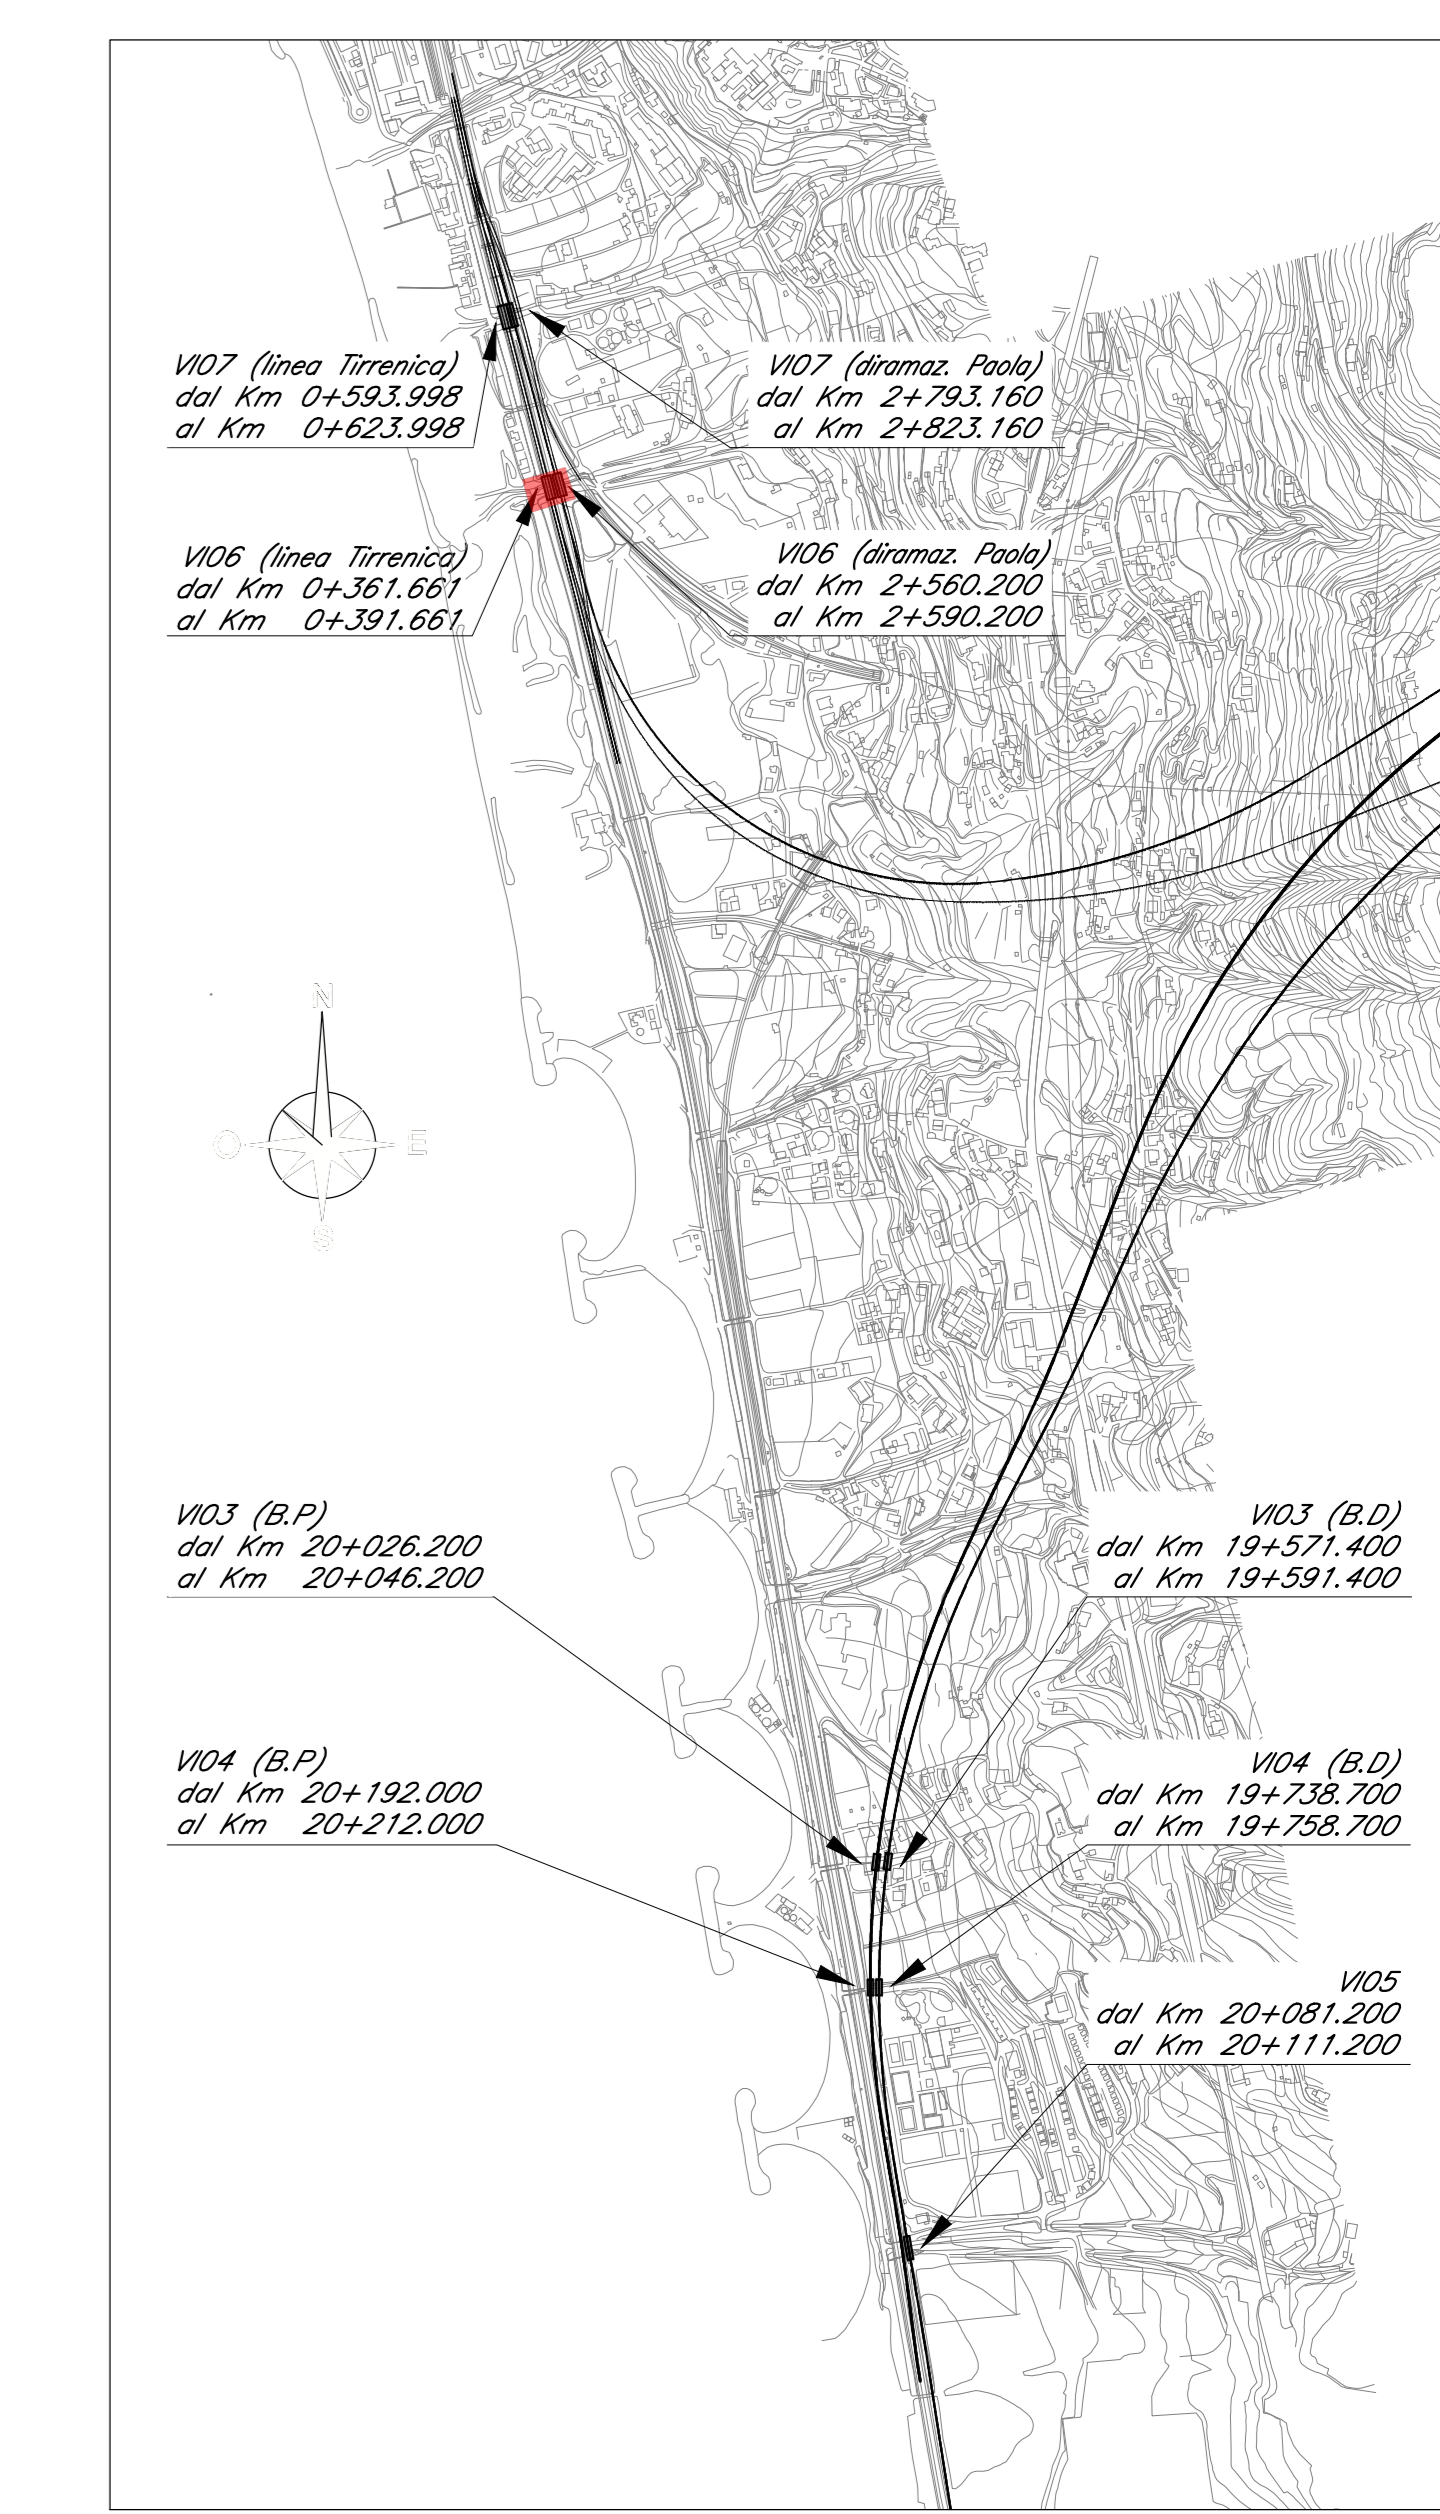 VI07 (linea Tirrenica)
dal Km 0+593.998
al Km 0+623.998
VI07 (diramaz. Paola)
dal Km 2+793.160
al Km 2+823.160
VI06 (linea Tirrenica)
dal Km 0+361.661
al Km 0+391.661
VI06 (diramaz. Paola)
dal Km 2+560.200
al Km 2+590.200
N
O
E
S
VI03 (B.P)
dal Km 20+026.200
al Km 20+046.200
VI03 (B.D)
dal Km 19+571.400
al Km 19+591.400
VI04 (B.P)
dal Km 20+192.000
al Km 20+212.000
VI04 (B.D)
dal Km 19+738.700
al Km 19+758.700
VI05
dal Km 20+081.200
al Km 20+111.200